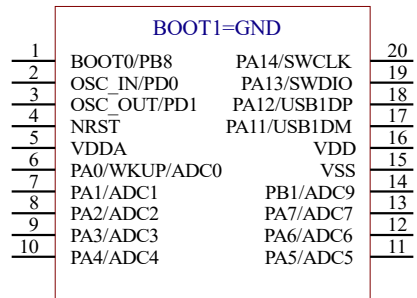 BOOT1=GND
1 BOOT0/PB8 PA14/SWCLK 20
2 OSC_IN/PD0 PA13/SWDIO 19
3 OSC_OUT/PD1 PA12/USB1DP 18
4 NRST PA11/USB1DM 17
5 VDDA VDD 16
6 PA0/WKUP/ADC0 VSS 15
7 PA1/ADC1 PB1/ADC9 14
8 PA2/ADC2 PA7/ADC7 13
9 PA3/ADC3 PA6/ADC6 12
10 PA4/ADC4 PA5/ADC5 11